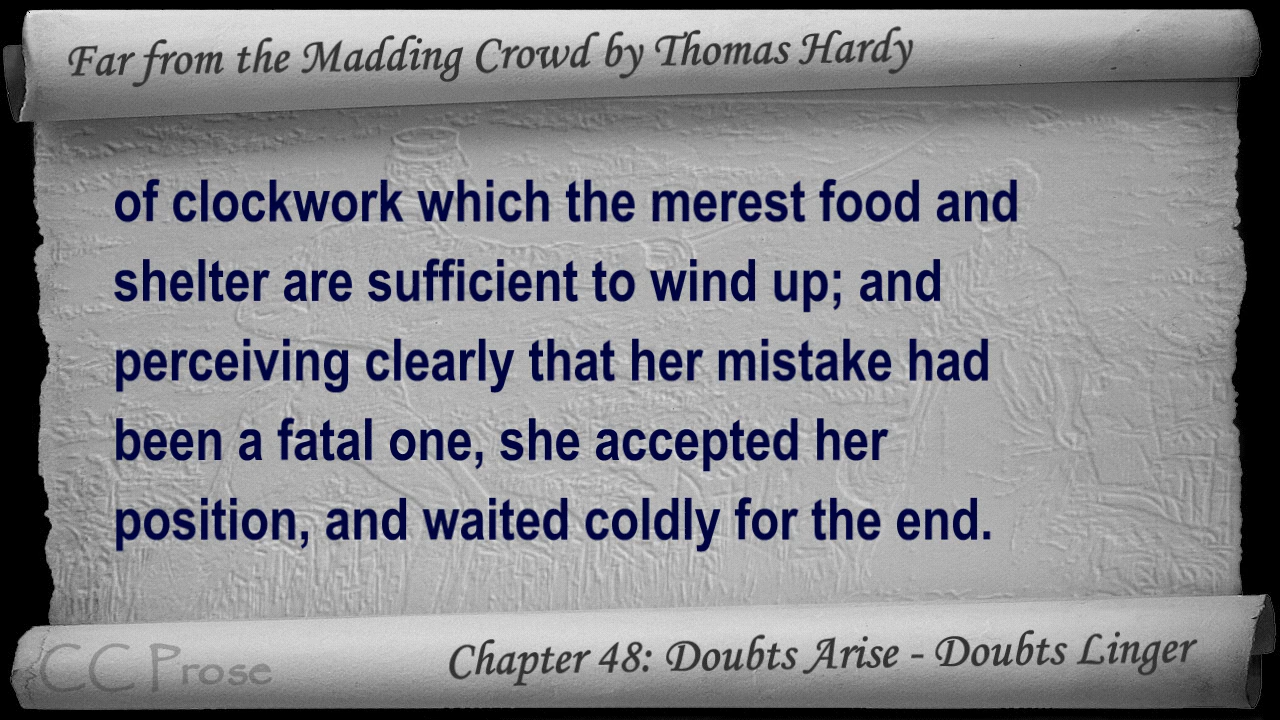 Far from the Madding Crowd by Thomas Hardy
of clockwork which the merest food and
shelter are sufficient to wind up; and
perceiving clearly that her mistake had
been a fatal one, she accepted her
position, and waited coldly for the end.
CC Prose
Chapter 48: Doubts Arise - Doubts Linger